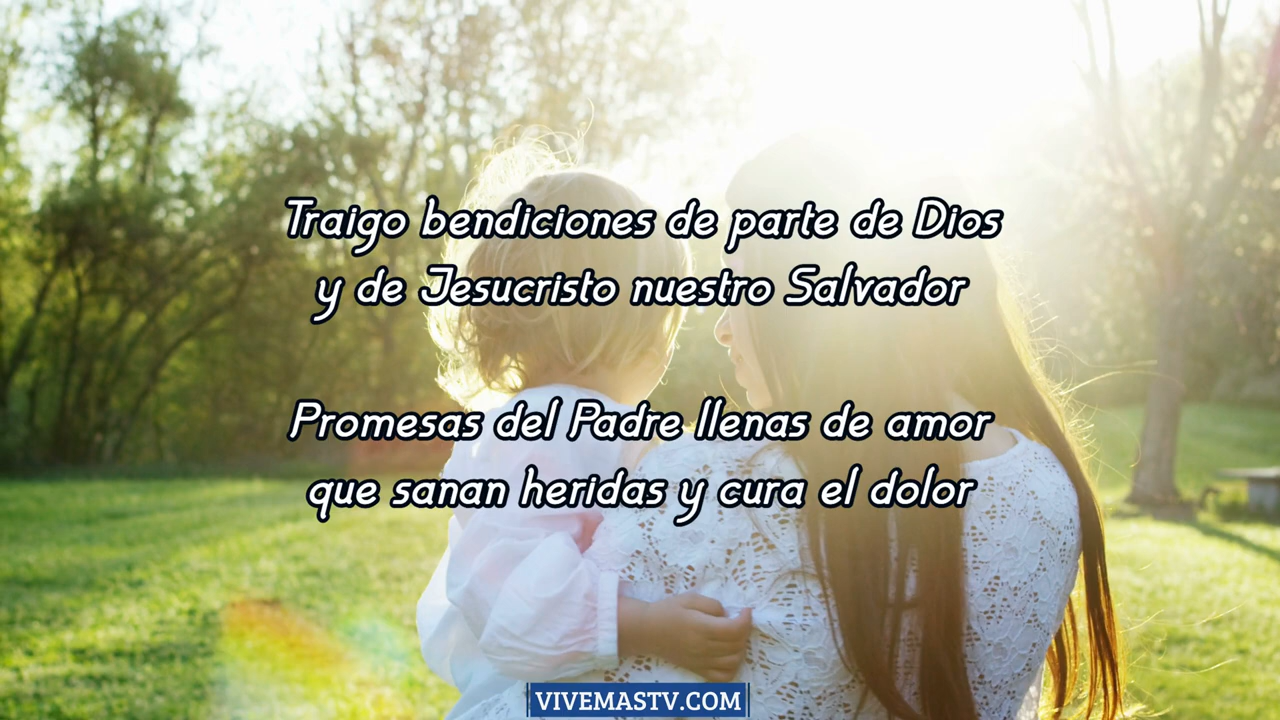 Traigo bendiciones de parte de Dios
y de Jesucristo nuestro Salvador
Promesas del Padre llenas de amor
que sanan heridas y cura el dolor
VIVEMASTV.COM